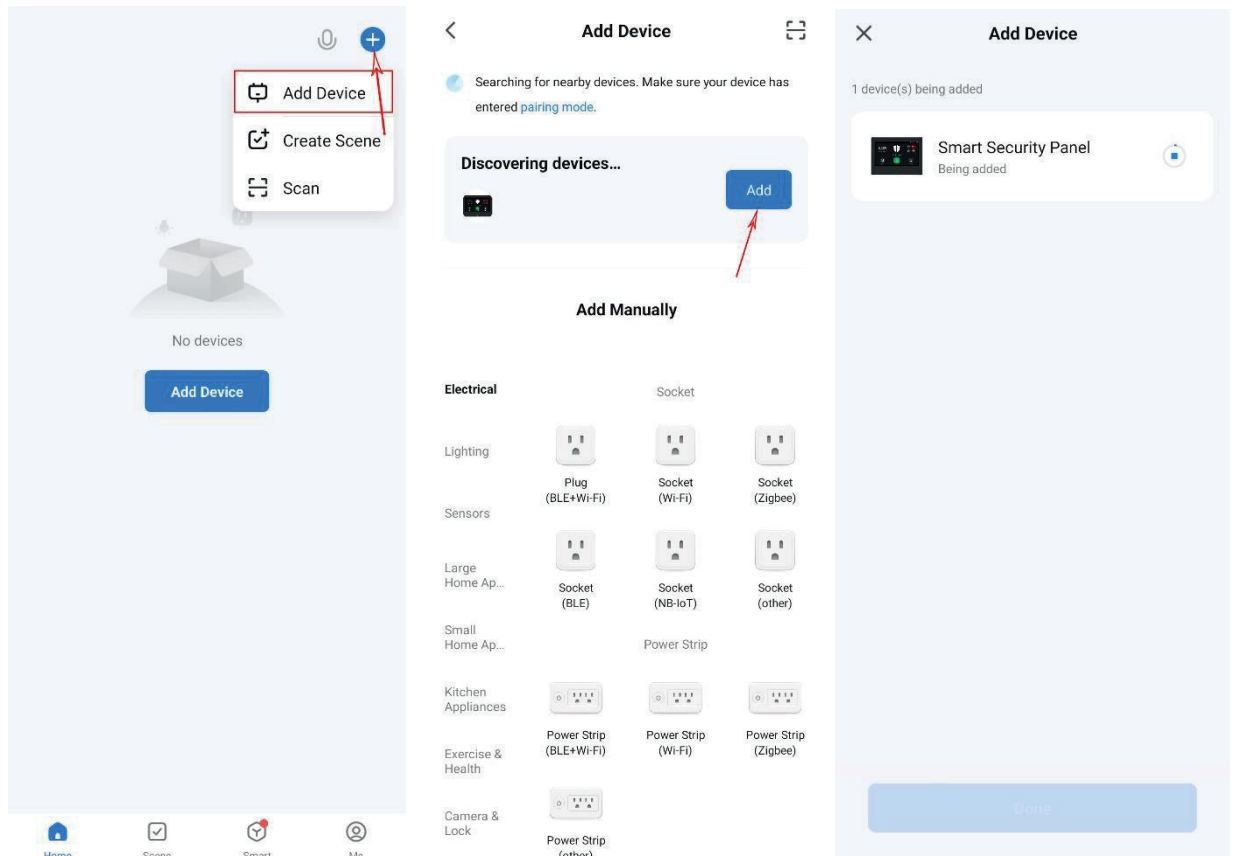 Add Device
Create Scene
Scan
No devices
Add Device
Home
Scene
Smart
Me
Add Device
Searching for nearby devices. Make sure your device has
entered pairing mode.
Discovering devices...
Add
Add Manually
Electrical
Lighting
Sensors
Large
Home Ap...
Small
Home Ap...
Kitchen
Appliances
Exercise &
Health
Camera &
Lock
Socket
Plug
(BLE+Wi-Fi)
Socket
(Wi-Fi)
Socket
(Zigbee)
Socket
(BLE)
Socket
(NB-IoT)
Socket
(other)
Power Strip
Power Strip
(BLE+Wi-Fi)
Power Strip
(Wi-Fi)
Power Strip
(Zigbee)
Power Strip
(other)
Add Device
1 device(s) being added
Smart Security Panel
Being added
Done